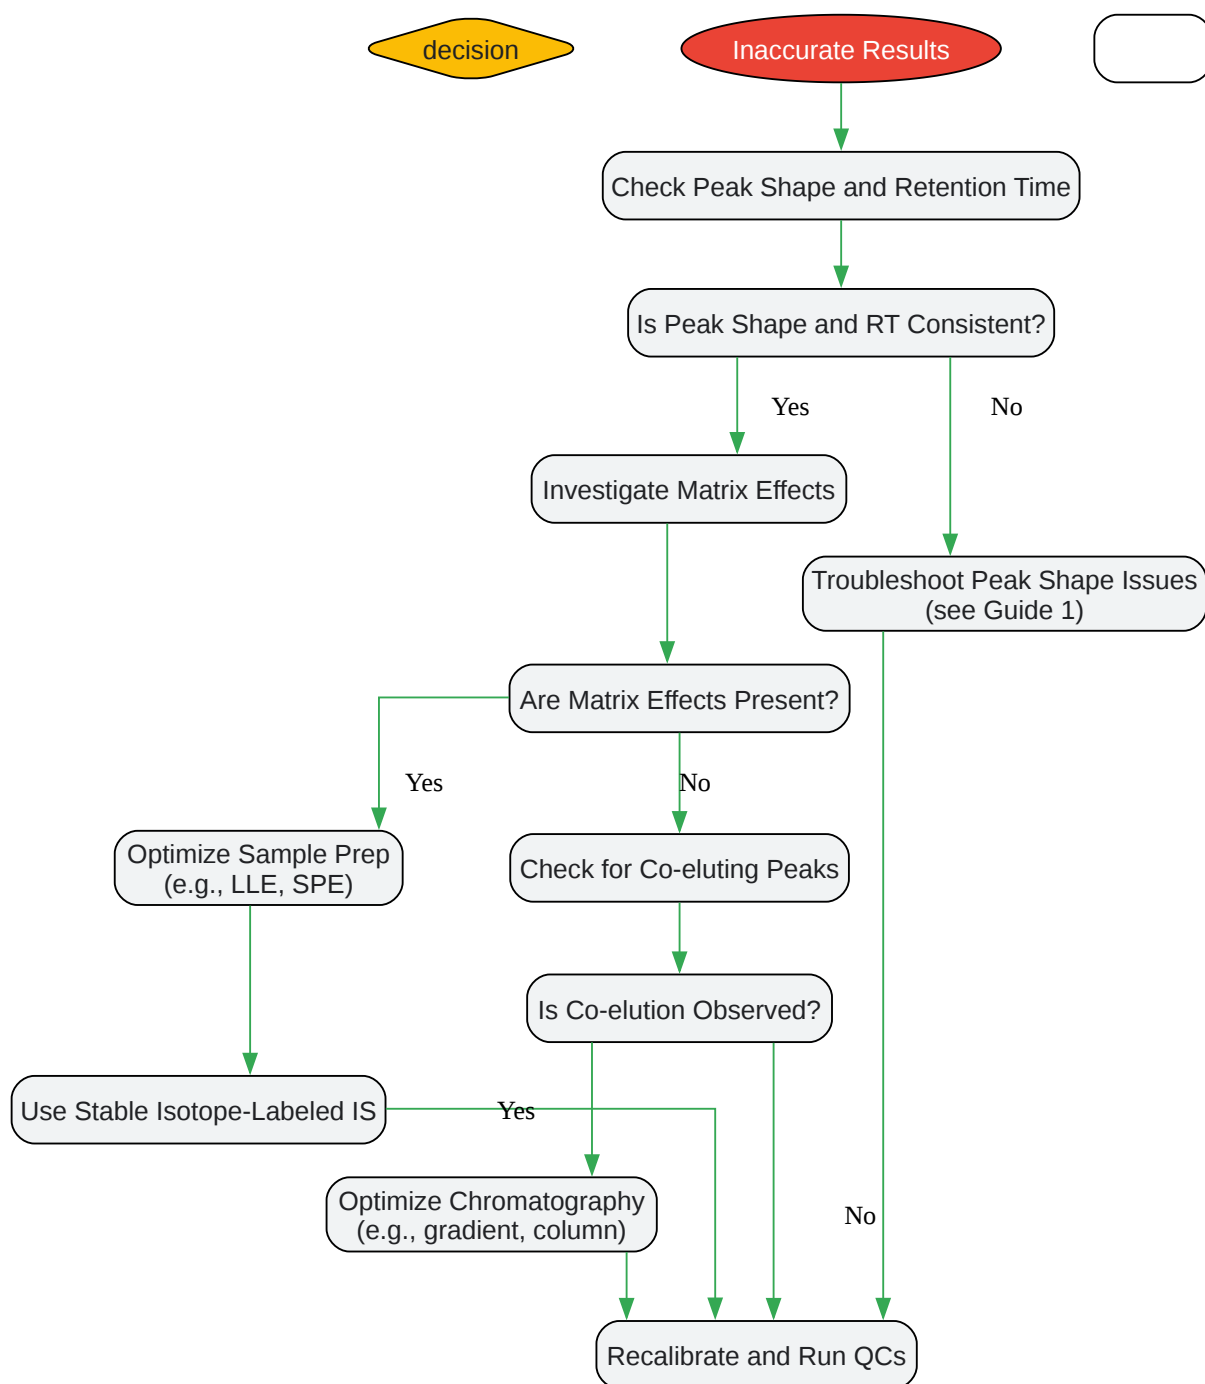 decision
Inaccurate Results
Check Peak Shape and Retention Time
Is Peak Shape and RT Consistent?
Yes
No
Investigate Matrix Effects
Troubleshoot Peak Shape Issues
(see Guide 1)
Are Matrix Effects Present?
Yes
No
Optimize Sample Prep
(e.g., LLE, SPE)
Check for Co-eluting Peaks
Is Co-elution Observed?
Use Stable Isotope-Labeled IS
Yes
Optimize Chromatography
(e.g., gradient, column)
No
Recalibrate and Run QCs